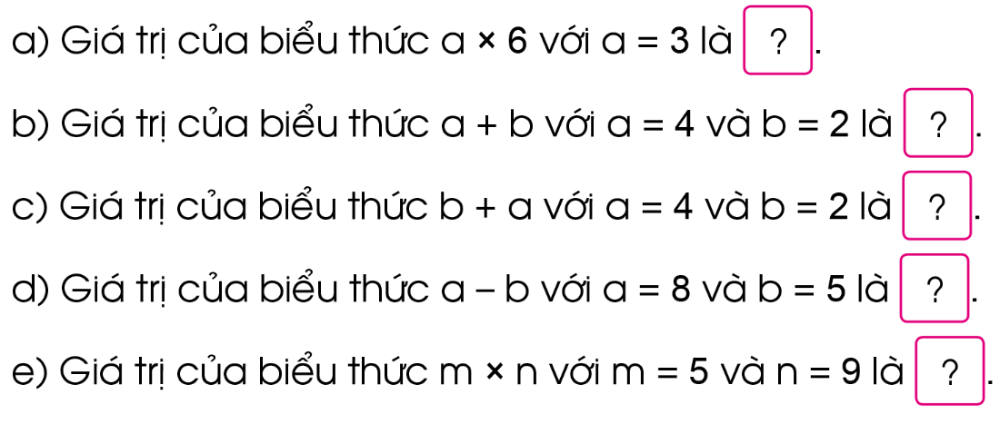 a) Giá trị của biểu thức a × 6 với a = 3 là ? .
b) Giá trị của biểu thức a + b với a = 4 và b = 2 là ? .
c) Giá trị của biểu thức b + a với a = 4 và b = 2 là ? .
d) Giá trị của biểu thức a – b với a = 8 và b = 5 là ? .
e) Giá trị của biểu thức m × n với m = 5 và n = 9 là ? .